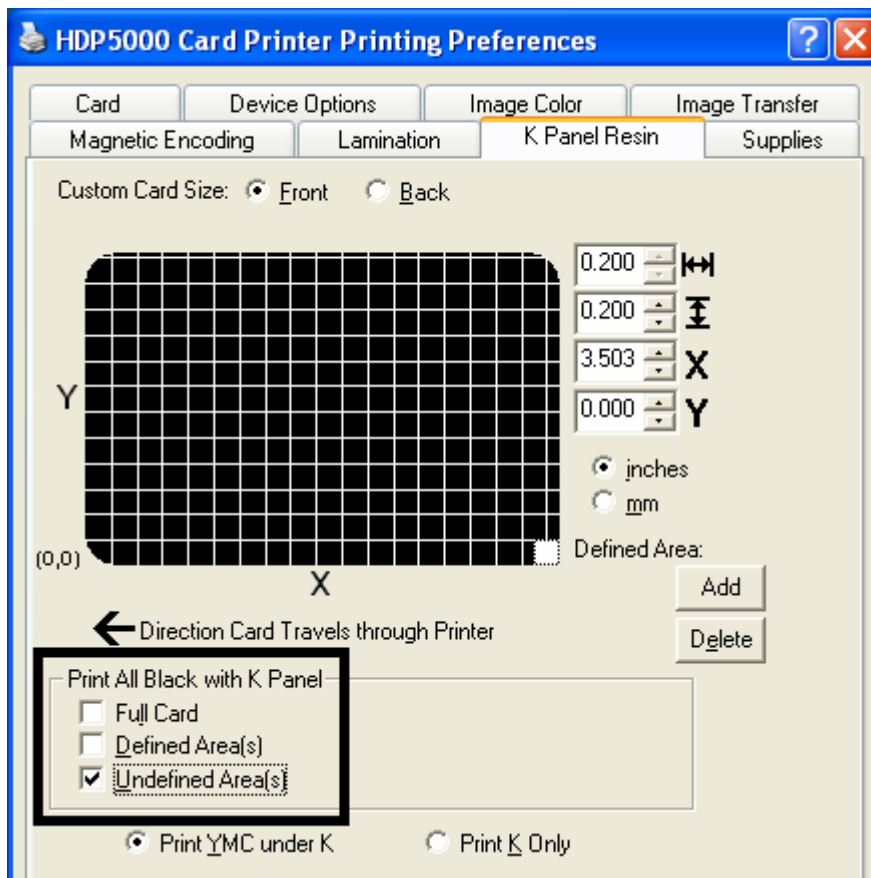 HDP5000 Card Printer Printing Preferences
Card Device Options Image Color Image Transfer
Magnetic Encoding Lamination K Panel Resin Supplies
Custom Card Size: Front Back
0.200
0.200
3.503 X
0.000 Y
Y
inches
mm
(0,0)
X
Defined Area:
Add
Direction Card Travels through Printer
Delete
Print All Black with K Panel
Full Card
Defined Area(s)
Undefined Area(s)
Print YMC under K Print K Only